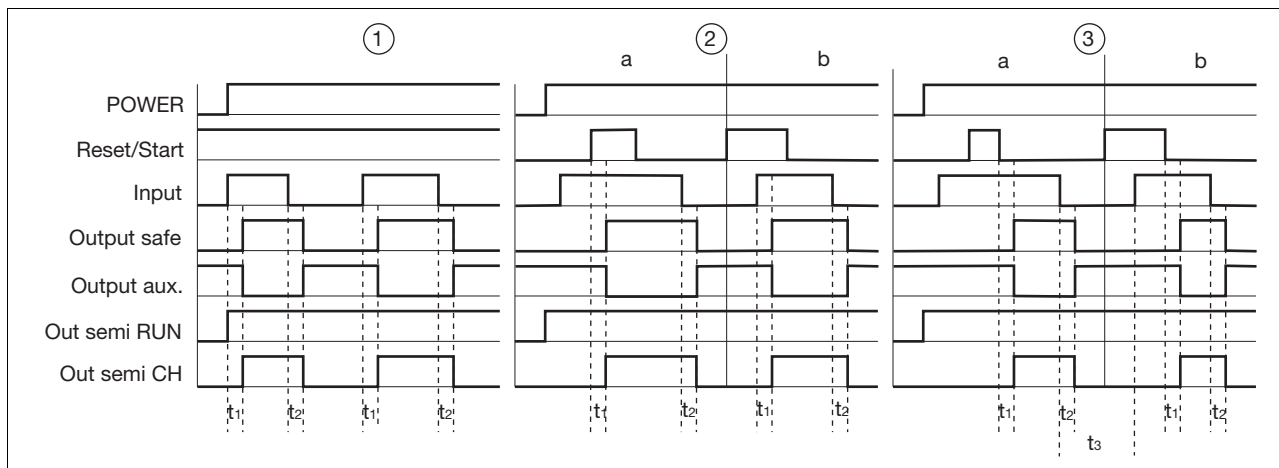 1 2 3
a b a b
POWER
Reset/Start
Input
Output safe
Output aux.
Out semi RUN
Out semi CH
t1 t2 t1 t2 t1 t2 t1 t2 t1 t2 t1 t2
t3